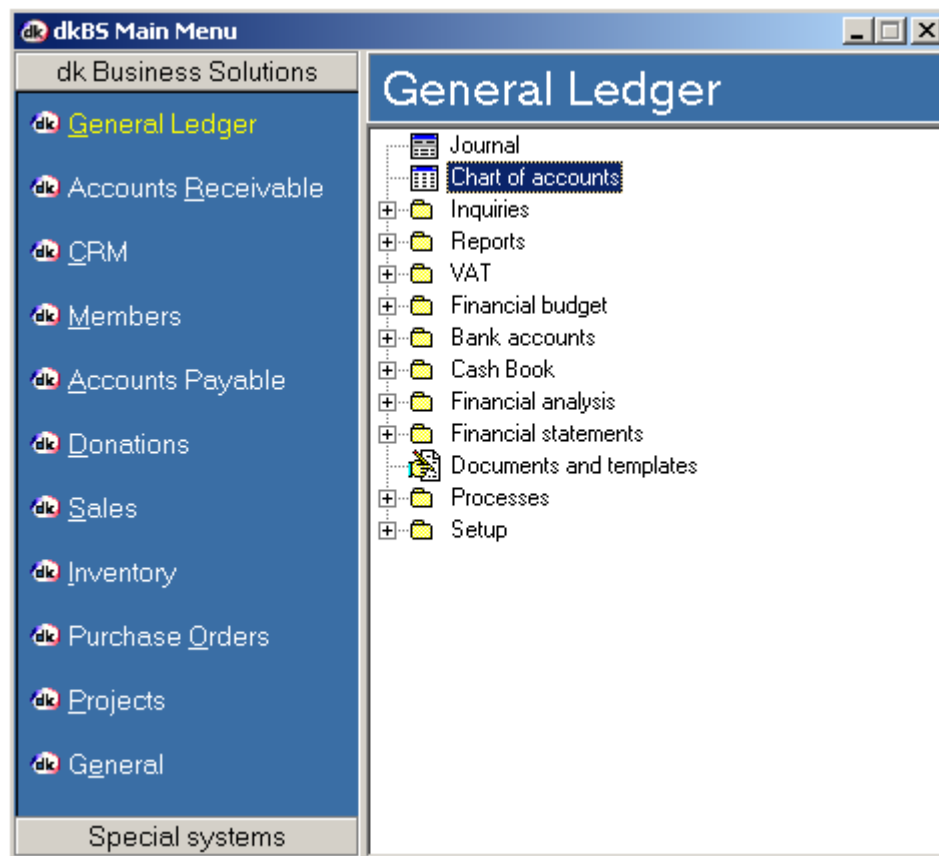 dkBS Main Menu
dk Business Solutions
General Ledger
Accounts Receivable
CRM
Members
Accounts Payable
Donations
Sales
Inventory
Purchase Orders
Projects
General
Special systems
General Ledger
Journal
Chart of accounts
Inquiries
Reports
VAT
Financial budget
Bank accounts
Cash Book
Financial analysis
Financial statements
Documents and templates
Processes
Setup